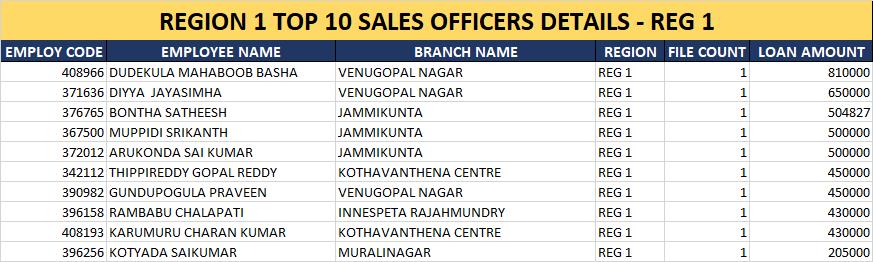 REGION 1 TOP 10 SALES OFFICERS DETAILS - REG 1
EMPLOY CODE EMPLOYEE NAME BRANCH NAME REGION FILE COUNT LOAN AMOUNT
408966 DUDEKULA MAHABOOB BASHA VENUGOPAL NAGAR REG 1 1 810000
371636 DIYYA  JAYASIMHA VENUGOPAL NAGAR REG 1 1 650000
376765 BONTHA SATHEESH JAMMIKUNTA REG 1 1 504827
367500 MUPPIDI SRIKANTH JAMMIKUNTA REG 1 1 500000
372012 ARUKONDA SAI KUMAR JAMMIKUNTA REG 1 1 500000
342112 THIPPIREDDY GOPAL REDDY KOTHAVANTHENA CENTRE REG 1 1 450000
390982 GUNDUPOGULA PRAVEEN VENUGOPAL NAGAR REG 1 1 450000
396158 RAMBABU CHALAPATI INNESPETA RAJAHMUNDRY REG 1 1 430000
408193 KARUMURU CHARAN KUMAR KOTHAVANTHENA CENTRE REG 1 1 430000
396256 KOTYADA SAIKUMAR MURALINAGAR REG 1 1 205000